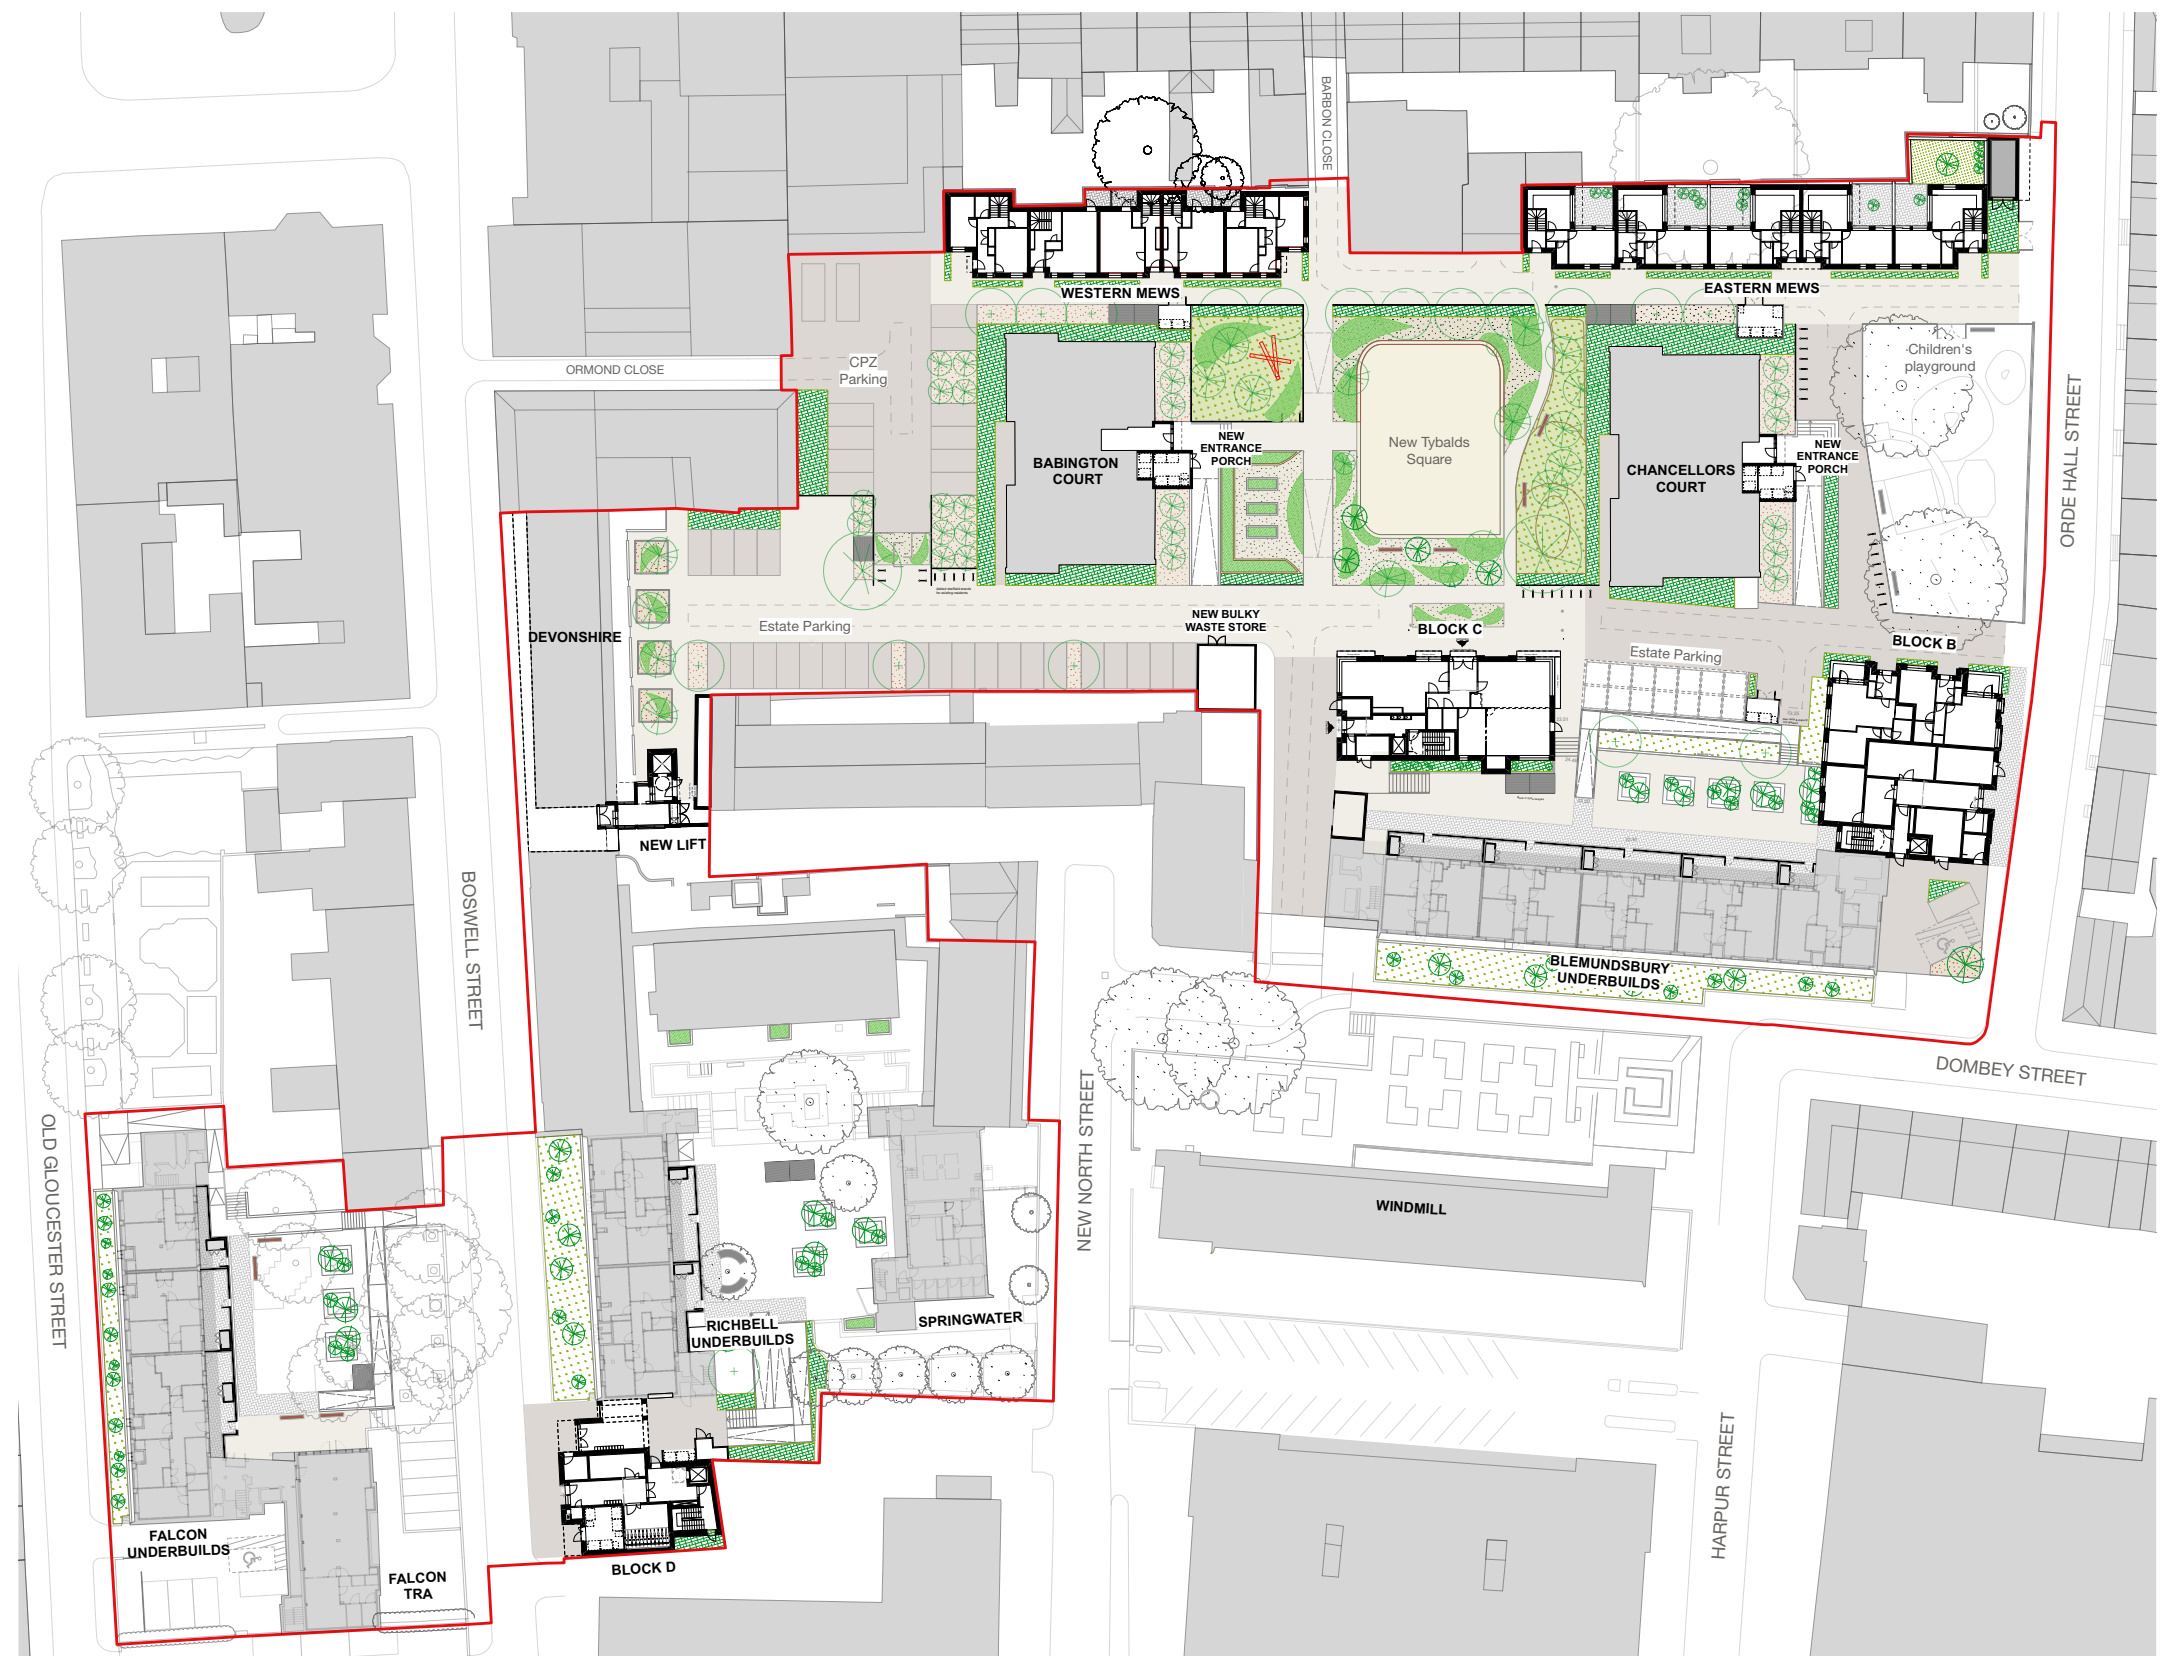 BARBON CLOSE
WESTERN MEWS
EASTERN MEWS
ORMOND CLOSE
CPZ
Parking
Children's
playground
ORDE HALL STREET
NEW
ENTRANCE
PORCH
BABINGTON
COURT
New Tybalds
Square
CHANCELLORS
COURT
NEW
ENTRANCE
PORCH
DEVONSHIRE
Estate Parking
NEW BULKY
WASTE STORE
BLOCK C
Estate Parking
BLOCK B
NEW LIFT
BOSWELL STREET
BLEMUNDSBURY
UNDERBUILDS
DOMBEY STREET
OLD GLOUCESTER STREET
NEW NORTH STREET
WINDMILL
RICHBELL
UNDERBUILDS
SPRINGWATER
HARPUR STREET
FALCON
UNDERBUILDS
FALCON
TRA
BLOCK D